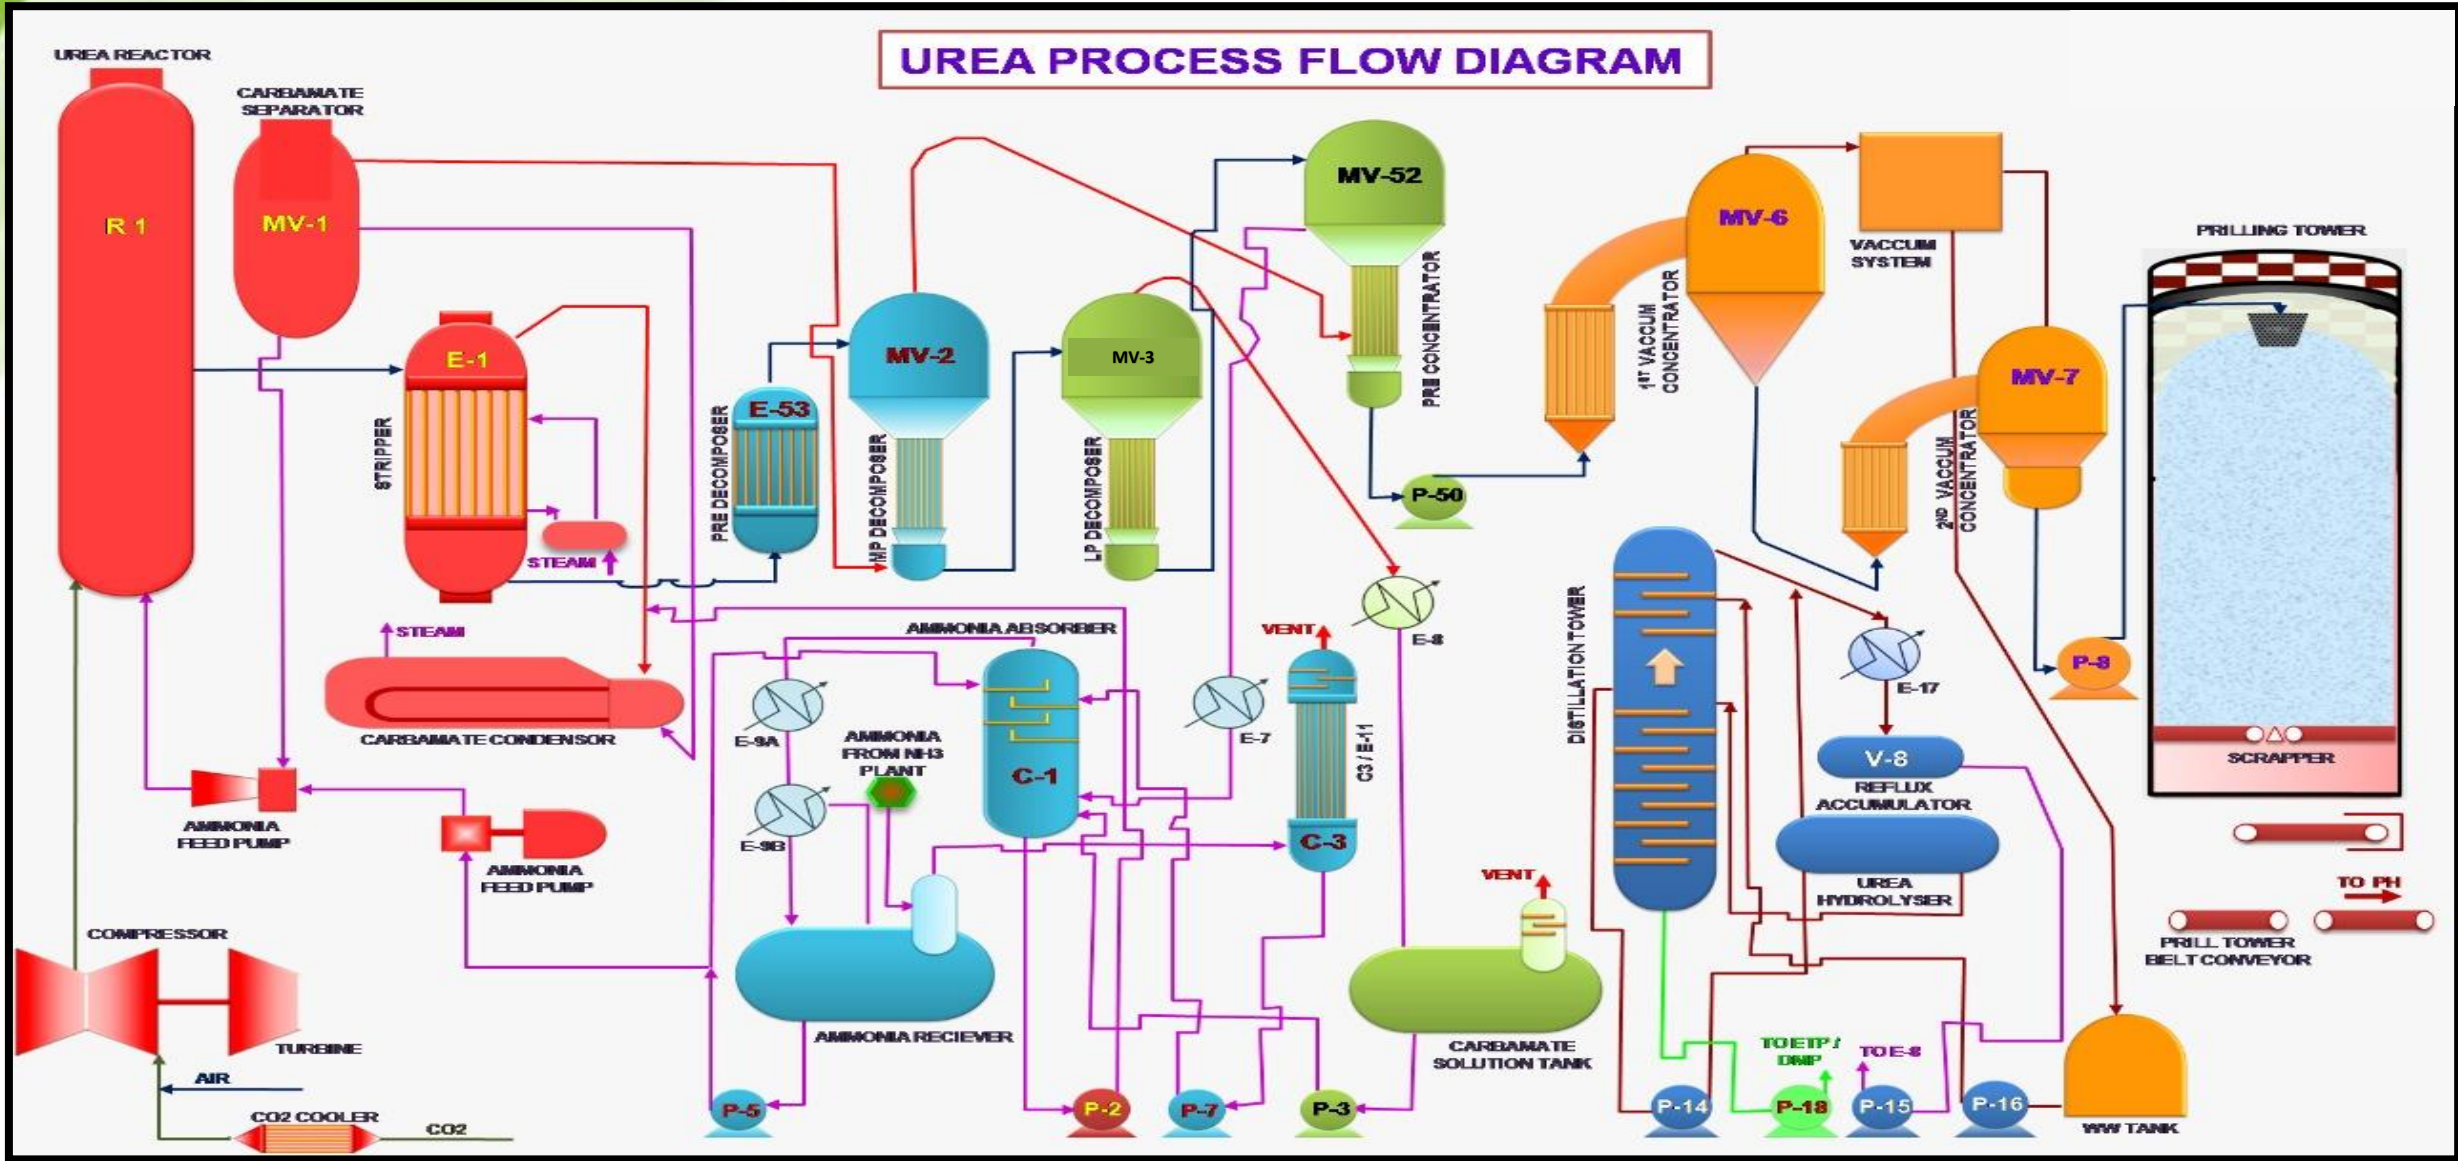 UREA PROCESS FLOW DIAGRAM
UREA REACTOR
R 1
CARBAMATE
SEPARATOR
MV-1
E-1
STRIPPER
STEAM
STEAM
CARBAMATE CONDENSOR
AMMONIA
FEED PUMP
AMMONIA
FEED PUMP
COMPRESSOR
TURBINE
AIR
CO2 COOLER
CO2
E-53
PRE DECOMPOSER
MV-2
MP DECOMPOSER
MV-3
LP DECOMPOSER
MV-52
PRE CONCENTRATOR
P-50
AMMONIA ABSORBER
C-1
E-9A
E-9B
AMMONIA
FROM NH3
PLANT
AMMONIA RECIEVER
P-5
P-2
P-7
P-3
E-7
VENT
C3 / E-11
C-3
E-8
VENT
CARBAMATE
SOLUTION TANK
MV-6
1ST VACCUM
CONCENTRATOR
VACCUM
SYSTEM
MV-7
2ND VACCUM
CONCENTRATOR
P-8
DISTILLATION TOWER
E-17
V-8
REFLUX
ACCUMULATOR
UREA
HYDROLYSER
P-14
TO ETP /
DMP
P-18
TO E-8
P-15
P-16
WW TANK
PRILLING TOWER
SCRAPPER
TO PH
PRILL TOWER
BELT CONVEYOR